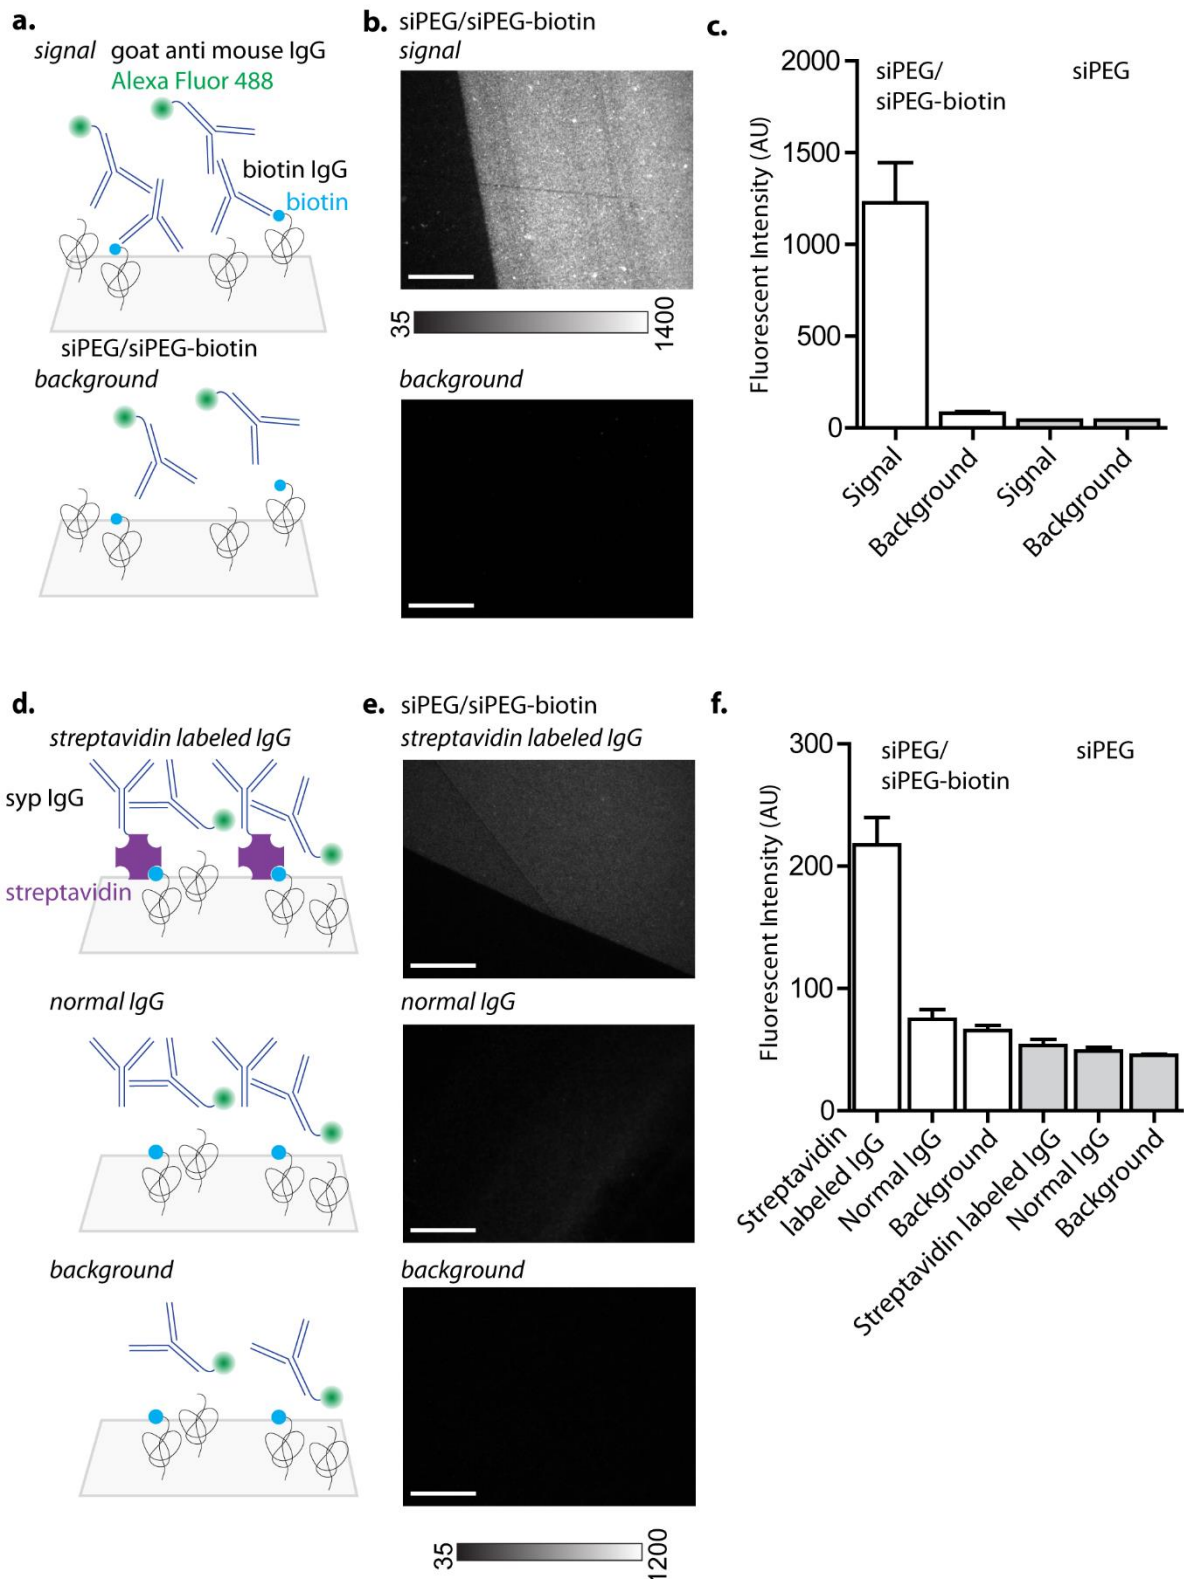 a.
signal goat anti mouse IgG
Alexa Fluor 488
biotin IgG
biotin
siPEG/siPEG-biotin
background
b. siPEG/siPEG-biotin
signal
35 1400
background
c.
2000
1500
1000
500
0
Fluorescent Intensity (AU)
siPEG/
siPEG-biotin
siPEG
Signal
Background
Signal
Background
d.
streptavidin labeled IgG
syp IgG
streptavidin
normal IgG
background
e. siPEG/siPEG-biotin
streptavidin labeled IgG
normal IgG
background
35 1200
f.
300
200
100
0
Fluorescent Intensity (AU)
siPEG/
siPEG-biotin
siPEG
Streptavidin
labeled IgG
Normal IgG
Background
Streptavidin labeled IgG
Normal IgG
Background